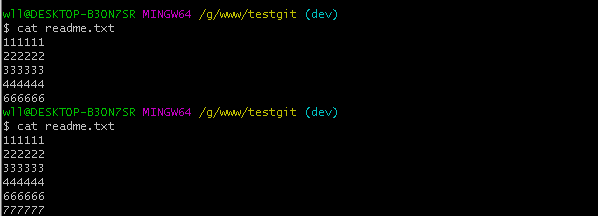 wll@DESKTOP-B3ON7SR MINGW64 /g/www/testgit (dev)
$ cat readme.txt
111111
222222
333333
444444
666666
wll@DESKTOP-B3ON7SR MINGW64 /g/www/testgit (dev)
$ cat readme.txt
111111
222222
333333
444444
666666
777777